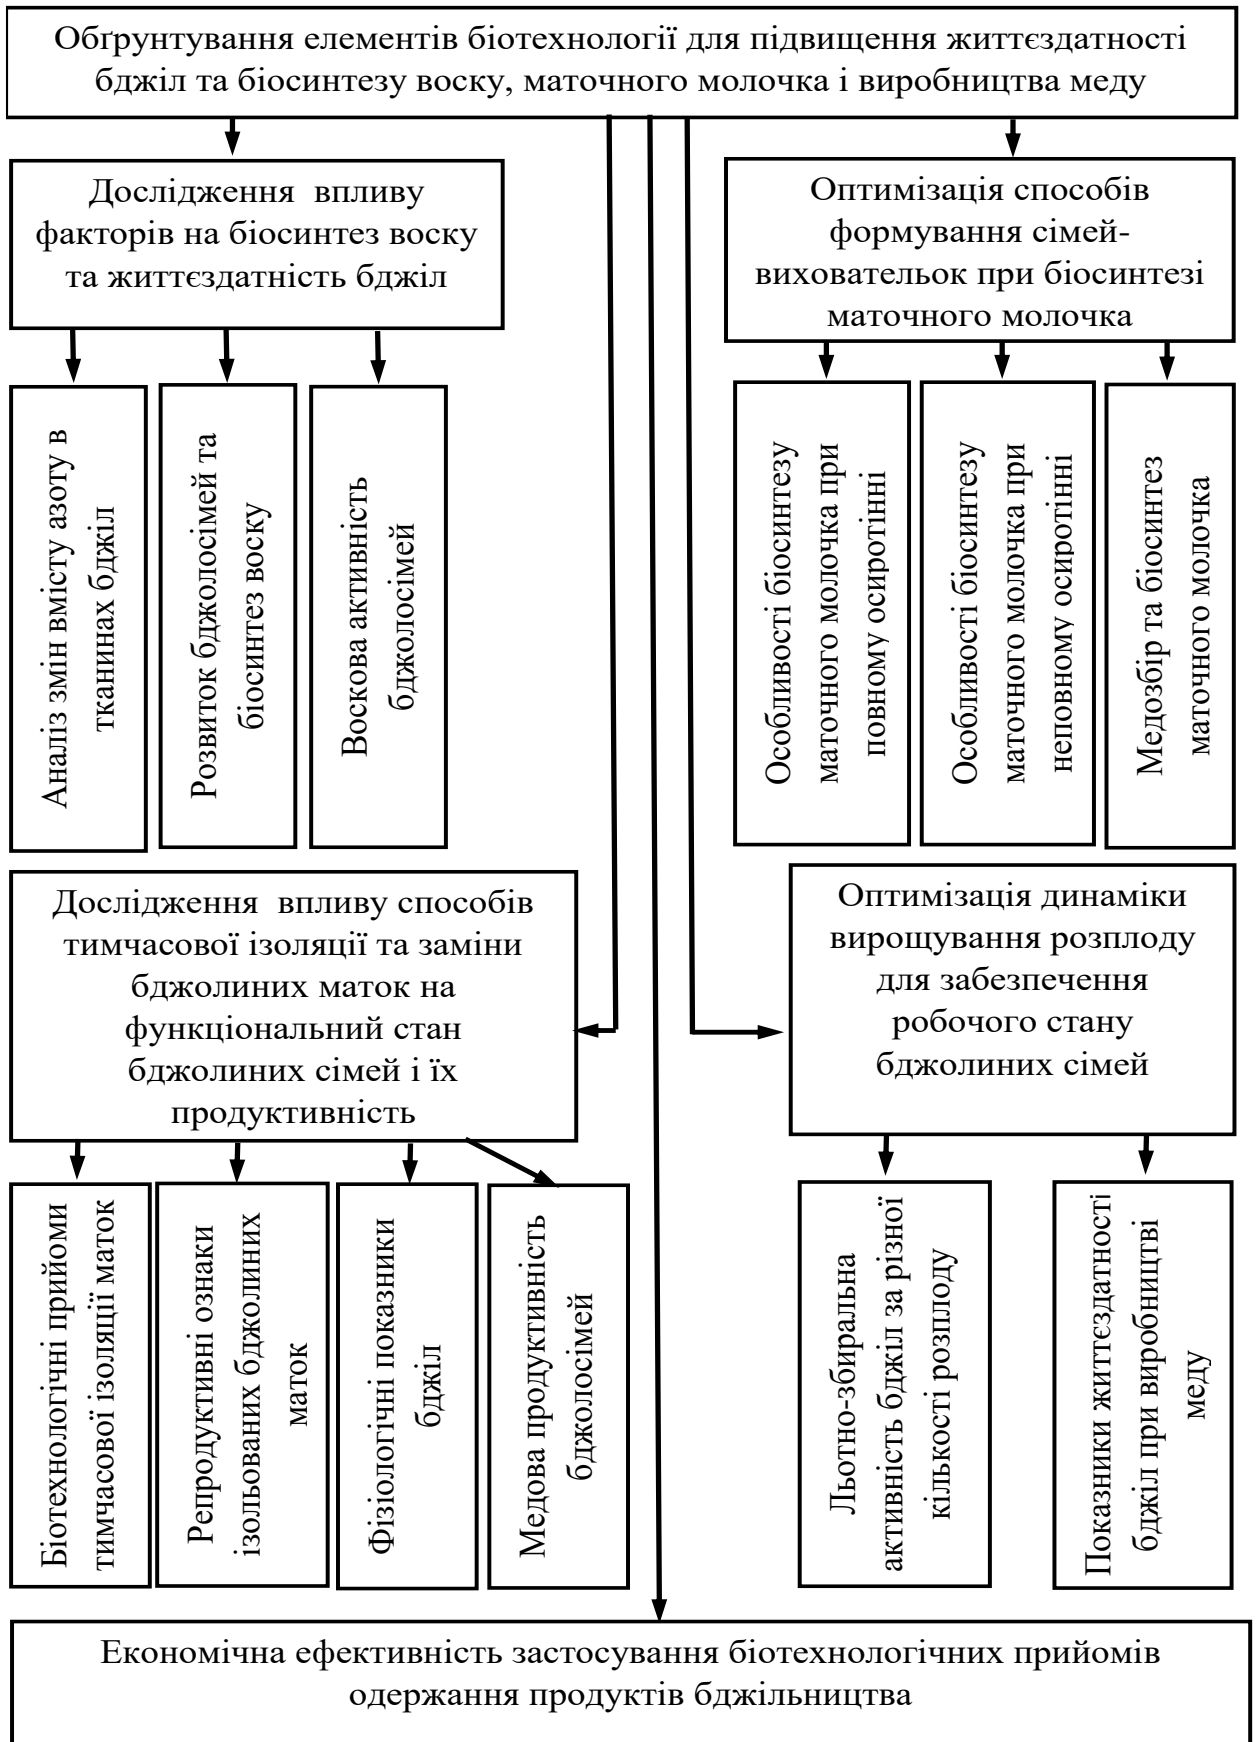 Обґрунтування елементів біотехнології для підвищення життєздатності
бджіл та біосинтезу воску, маточного молочка і виробництва меду
Дослідження впливу
факторів на біосинтез воску
та життєздатність бджіл
Оптимізація способів
формування сімей-
виховательок при біосинтезі
маточного молочка
Аналіз змін вмісту азоту в
тканинах бджіл
Розвиток бджолосімей та
біосинтез воску
Воскова активність
бджолосімей
Особливості біосинтезу
маточного молочка при
повному осиротінні
Особливості біосинтезу
маточного молочка при
неповному осиротінні
Медозбір та біосинтез
маточного молочка
Дослідження впливу способів
тимчасової ізоляції та заміни
бджолиних маток на
функціональний стан
бджолиних сімей і їх
продуктивність
Оптимізація динаміки
вирощування розплоду
для забезпечення
робочого стану
бджолиних сімей
Біотехнологічні прийоми
тимчасової ізоляції маток
Репродуктивні ознаки
ізольованих бджолиних
маток
Фізіологічні показники
бджіл
Медова продуктивність
бджолосімей
Льотно-збиральна
активність бджіл за різної
кількості розплоду
Показники життєздатності
бджіл при виробництві
меду
Економічна ефективність застосування біотехнологічних прийомів
одержання продуктів бджільництва